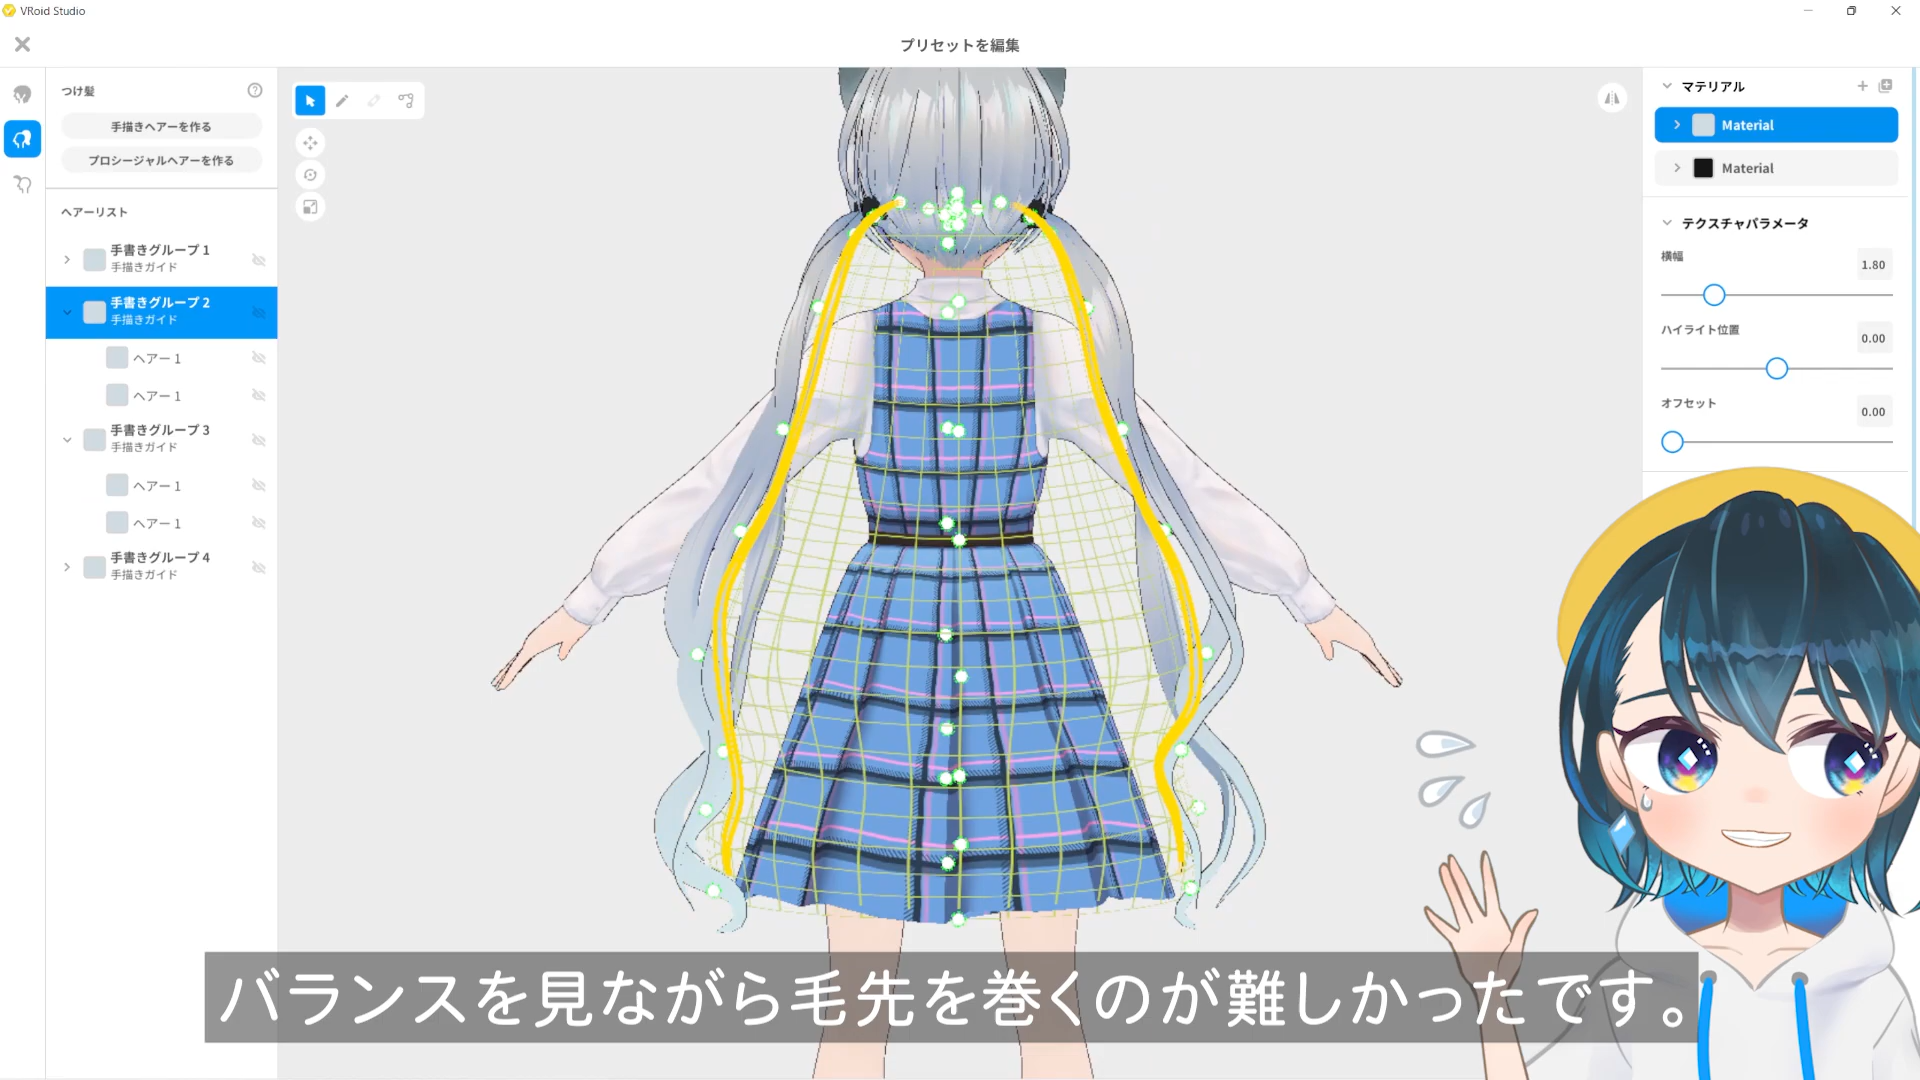 VRoid Studio
プリセットを編集
つけ髪
手描きヘアーを作る
プロシージャルヘアーを作る
ヘアーリスト
手書きグループ 1
手描きガイド
手書きグループ 2
手描きガイド
ヘアー 1
ヘアー 1
手書きグループ 3
手描きガイド
ヘアー 1
ヘアー 1
手書きグループ 4
手描きガイド
マテリアル
Material
Material
テクスチャパラメータ
横幅
1.80
ハイライト位置
0.00
オフセット
0.00
バランスを見ながら毛先を巻くのが難しかったです。